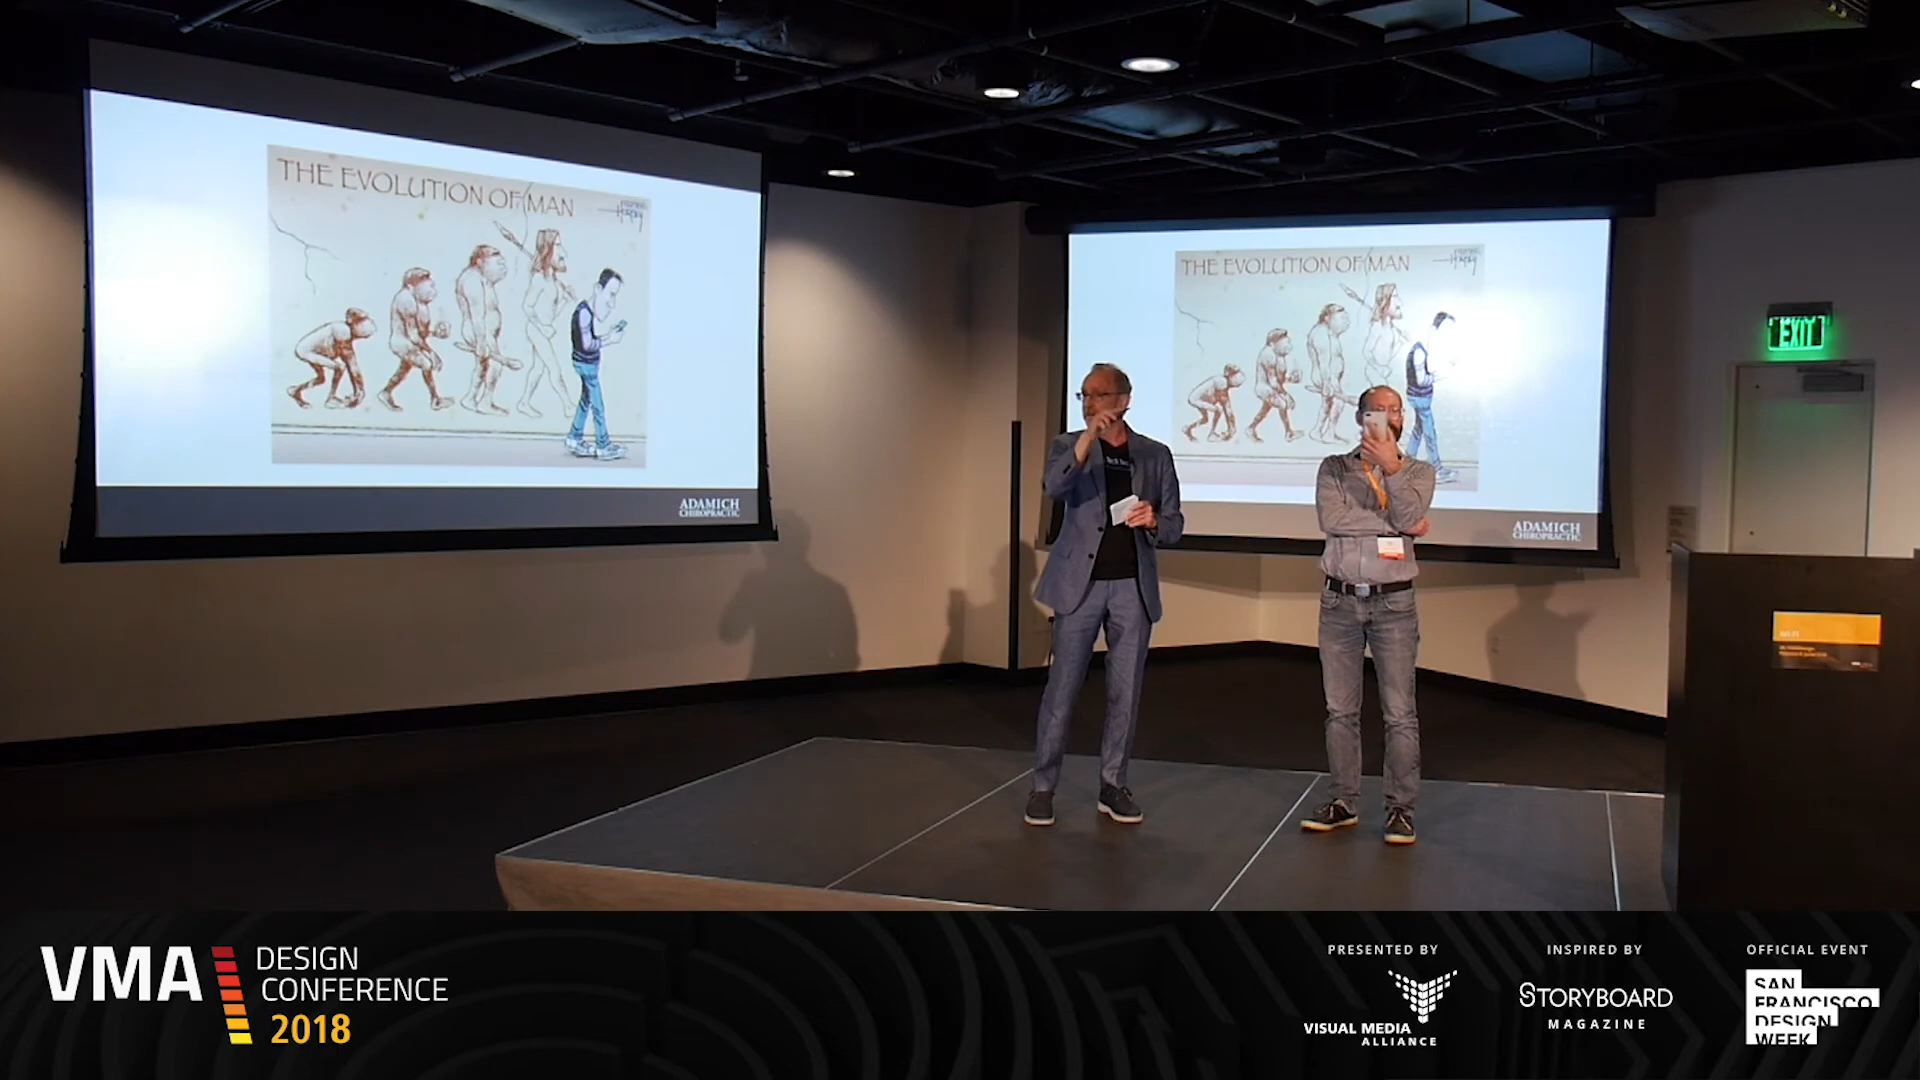 THE EVOLUTION OF MAN
ADAMICH
CHIROPRACTIC
THE EVOLUTION OF MAN
ADAMICH
CHIROPRACTIC
EXIT
VMA
DESIGN
CONFERENCE
2018
PRESENTED BY
VISUAL MEDIA
ALLIANCE
INSPIRED BY
STORYBOARD
MAGAZINE
OFFICIAL EVENT
SAN
FRANCISCO
DESIGN
WEEK